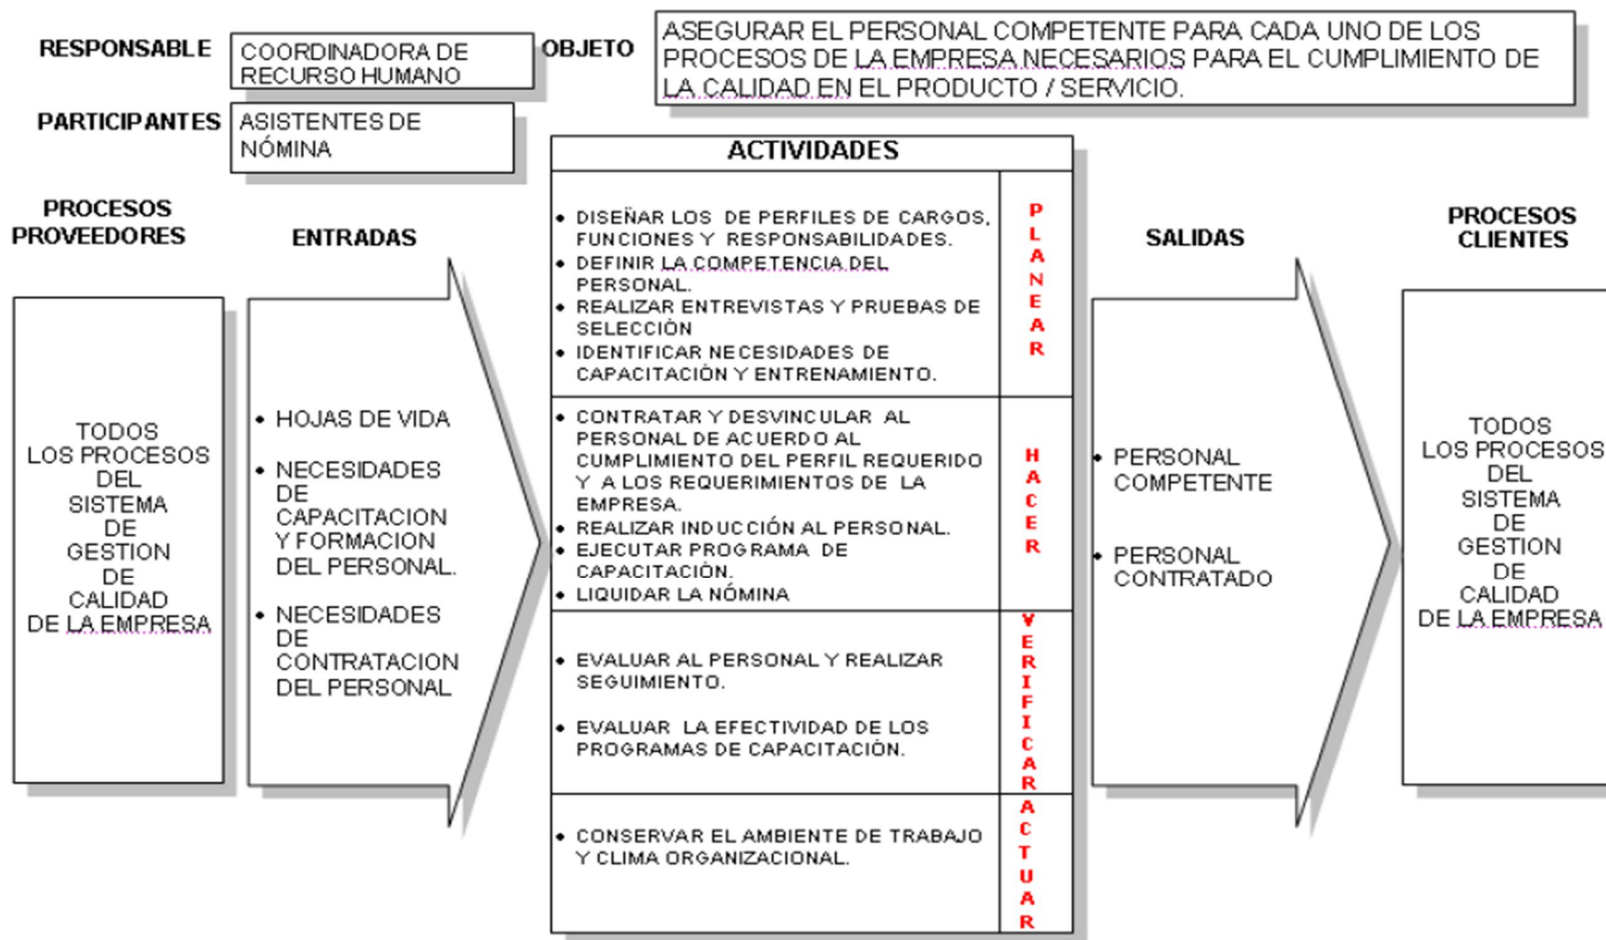 RESPONSABLE
COORDINADORA DE
RECURSO HUMANO
OBJETO
ASEGURAR EL PERSONAL COMPETENTE PARA CADA UNO DE LOS
PROCESOS DE LA EMPRESA NECESARIOS PARA EL CUMPLIMIENTO DE
LA CALIDAD EN EL PRODUCTO / SERVICIO.
PARTICIPANTES
ASISTENTES DE
NÓMINA
PROCESOS
PROVEEDORES
TODOS
LOS PROCESOS
DEL
SISTEMA
DE
GESTION
DE
CALIDAD
DE LA EMPRESA
ENTRADAS
• HOJAS DE VIDA
• NECESIDADES
DE
CAPACITACION
Y FORMACION
DEL PERSONAL.
• NECESIDADES
DE
CONTRATACION
DEL PERSONAL
ACTIVIDADES
• DISEÑAR LOS DE PERFILES DE CARGOS,
FUNCIONES Y RESPONSABILIDADES.
• DEFINIR LA COMPETENCIA DEL
PERSONAL.
• REALIZAR ENTREVISTAS Y PRUEBAS DE
SELECCIÓN
• IDENTIFICAR NECESIDADES DE
CAPACITACIÓN Y ENTRENAMIENTO.
PLANEAR
• CONTRATAR Y DESVINCULAR AL
PERSONAL DE ACUERDO AL
CUMPLIMIENTO DEL PERFIL REQUERIDO
Y A LOS REQUERIMIENTOS DE LA
EMPRESA.
• REALIZAR INDUCCIÓN AL PERSONAL.
• EJECUTAR PROGRAMA DE
CAPACITACIÓN.
• LIQUIDAR LA NÓMINA
HACER
• EVALUAR AL PERSONAL Y REALIZAR
SEGUIMIENTO.
• EVALUAR LA EFECTIVIDAD DE LOS
PROGRAMAS DE CAPACITACIÓN.
VERIFICAR
• CONSERVAR EL AMBIENTE DE TRABAJO
Y CLIMA ORGANIZACIONAL.
ACTUAR
SALIDAS
• PERSONAL
COMPETENTE
• PERSONAL
CONTRATADO
PROCESOS
CLIENTES
TODOS
LOS PROCESOS
DEL
SISTEMA
DE
GESTION
DE
CALIDAD
DE LA EMPRESA